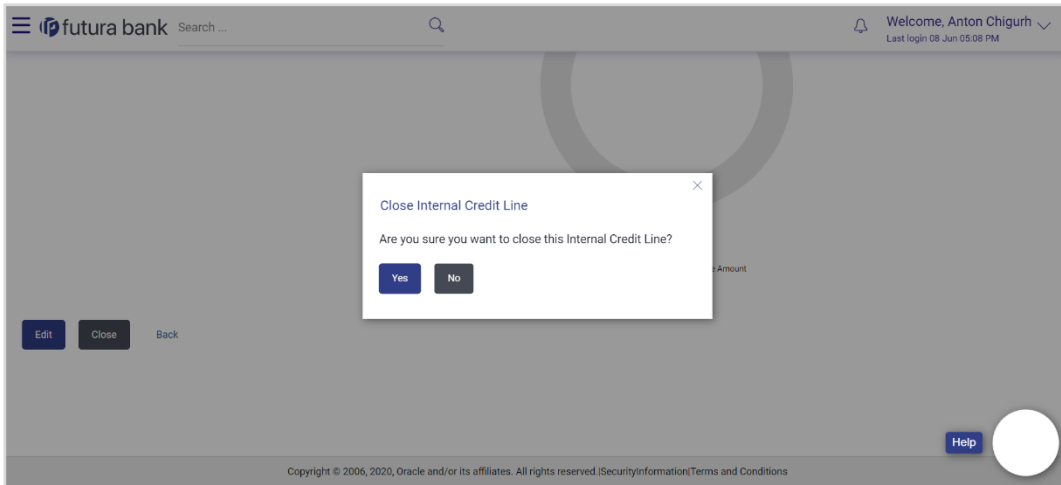 futura bank Search ... Welcome, Anton Chigurh
Last login 08 Jun 05:08 PM
Close Internal Credit Line
Are you sure you want to close this Internal Credit Line?
Amount
Yes No
Edit Close Back
Help
Copyright © 2006, 2020, Oracle and/or its affiliates. All rights reserved.|SecurityInformation|Terms and Conditions